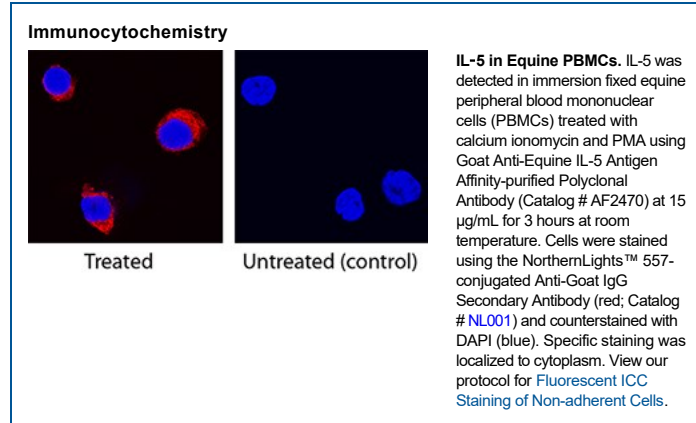 Immunocytochemistry
Treated
Untreated (control)
IL-5 in Equine PBMCs. IL-5 was
detected in immersion fixed equine
peripheral blood mononuclear
cells (PBMCs) treated with
calcium ionomycin and PMA using
Goat Anti-Equine IL-5 Antigen
Affinity-purified Polyclonal
Antibody (Catalog # AF2470) at 15
µg/mL for 3 hours at room
temperature. Cells were stained
using the NorthernLights™ 557-
conjugated Anti-Goat IgG
Secondary Antibody (red; Catalog
# NL001) and counterstained with
DAPI (blue). Specific staining was
localized to cytoplasm. View our
protocol for Fluorescent ICC
Staining of Non-adherent Cells.